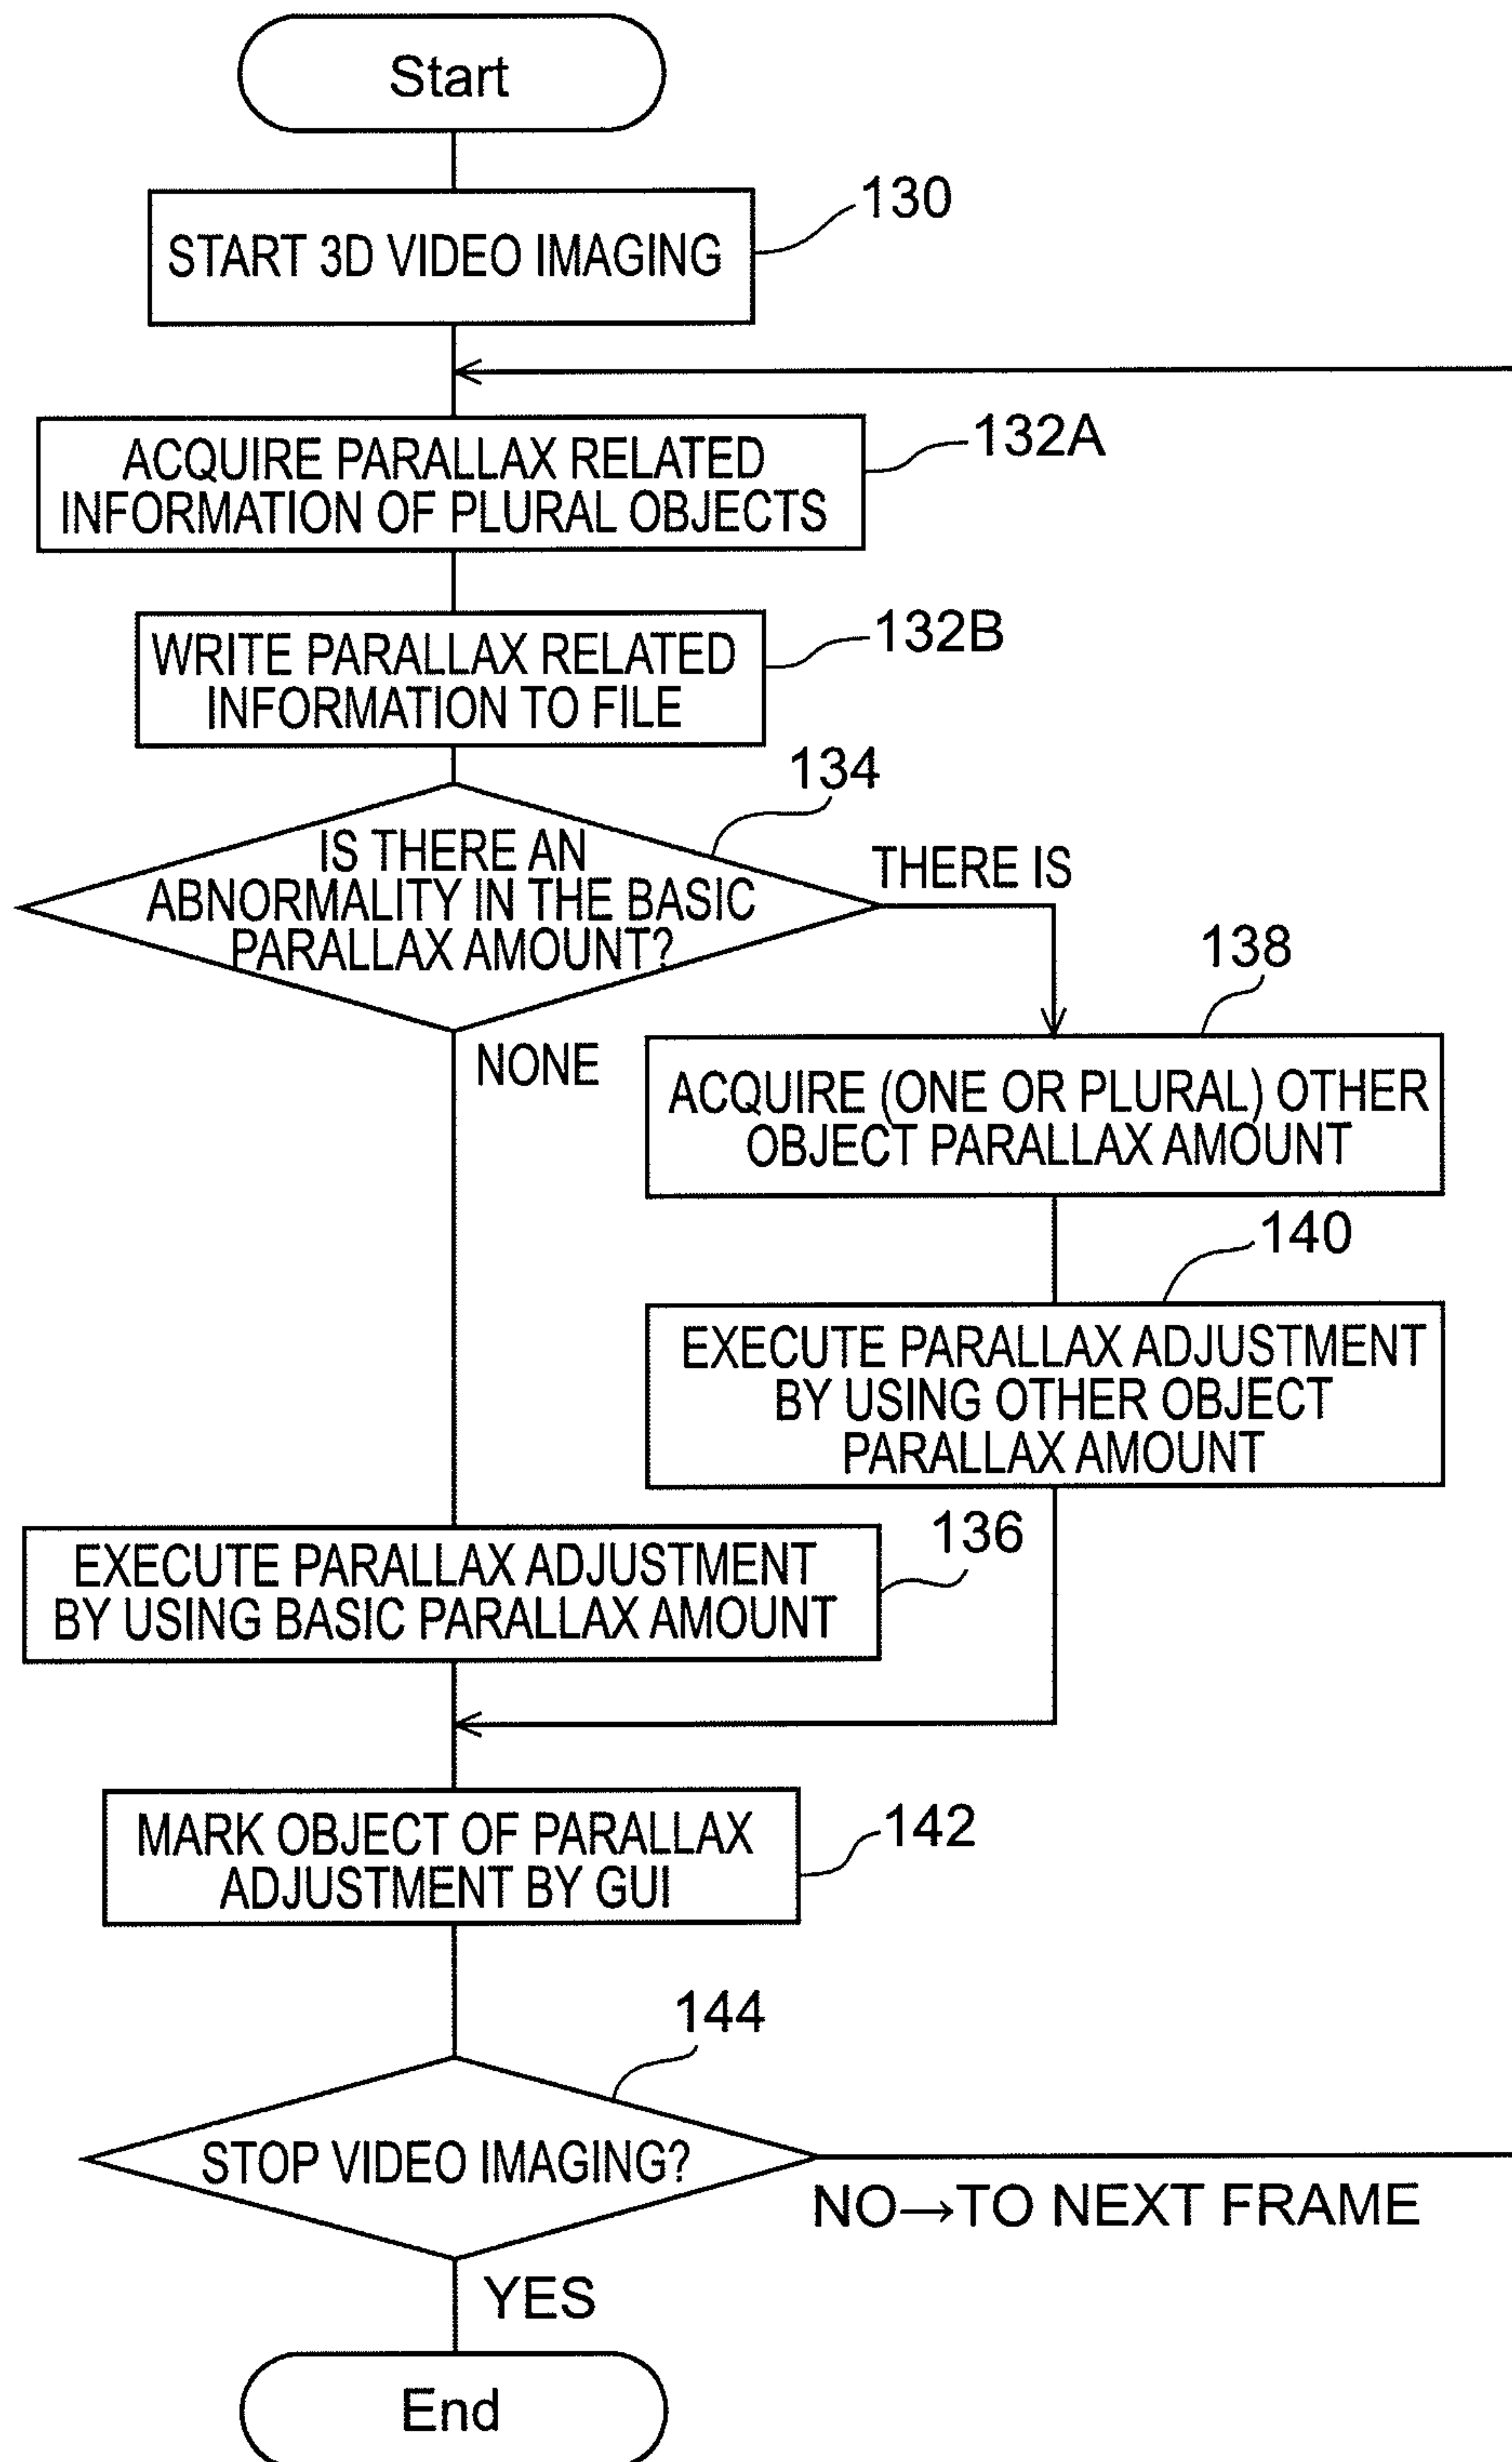 Start
130
START 3D VIDEO IMAGING
132A
ACQUIRE PARALLAX RELATED
INFORMATION OF PLURAL OBJECTS
132B
WRITE PARALLAX RELATED
INFORMATION TO FILE
134
IS THERE AN
ABNORMALITY IN THE BASIC
PARALLAX AMOUNT?
THERE IS
NONE
138
ACQUIRE (ONE OR PLURAL) OTHER
OBJECT PARALLAX AMOUNT
140
EXECUTE PARALLAX ADJUSTMENT
BY USING OTHER OBJECT
PARALLAX AMOUNT
136
EXECUTE PARALLAX ADJUSTMENT
BY USING BASIC PARALLAX AMOUNT
142
MARK OBJECT OF PARALLAX
ADJUSTMENT BY GUI
144
STOP VIDEO IMAGING?
NO→TO NEXT FRAME
YES
End